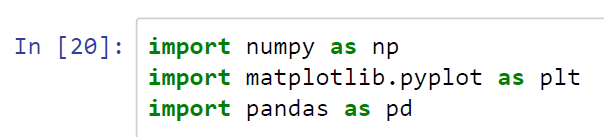 In [20]: import numpy as np
import matplotlib.pyplot as plt
import pandas as pd